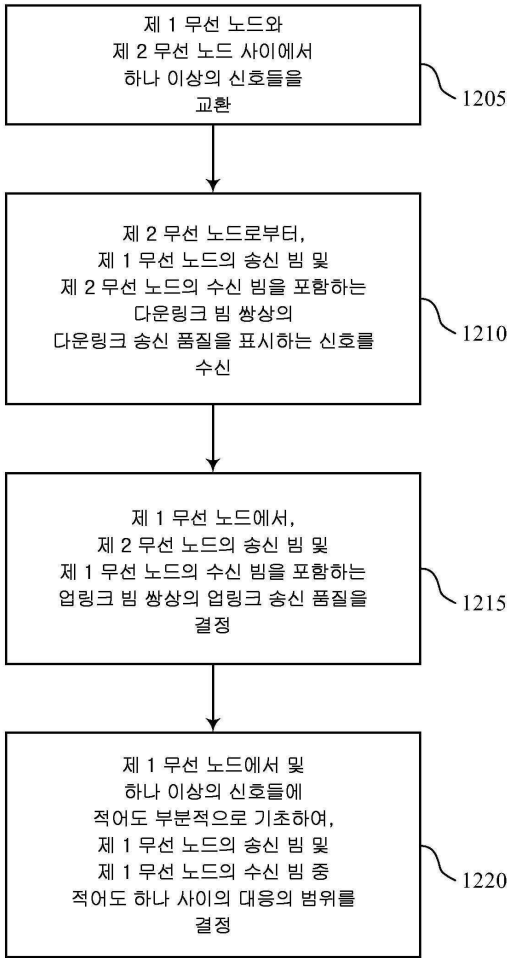 제 1 무선 노드와
제 2 무선 노드 사이에서
하나 이상의 신호들을
교환
1205
제 2 무선 노드로부터,
제 1 무선 노드의 송신 빔 및
제 2 무선 노드의 수신 빔을 포함하는
다운링크 빔 쌍상의
다운링크 송신 품질을 표시하는 신호를
수신
1210
제 1 무선 노드에서,
제 2 무선 노드의 송신 빔 및
제 1 무선 노드의 수신 빔을 포함하는
업링크 빔 쌍상의 업링크 송신 품질을
결정
1215
제 1 무선 노드에서 및
하나 이상의 신호들에
적어도 부분적으로 기초하여,
제 1 무선 노드의 송신 빔 및
제 1 무선 노드의 수신 빔 중
적어도 하나 사이의 대응의 범위를
결정
1220